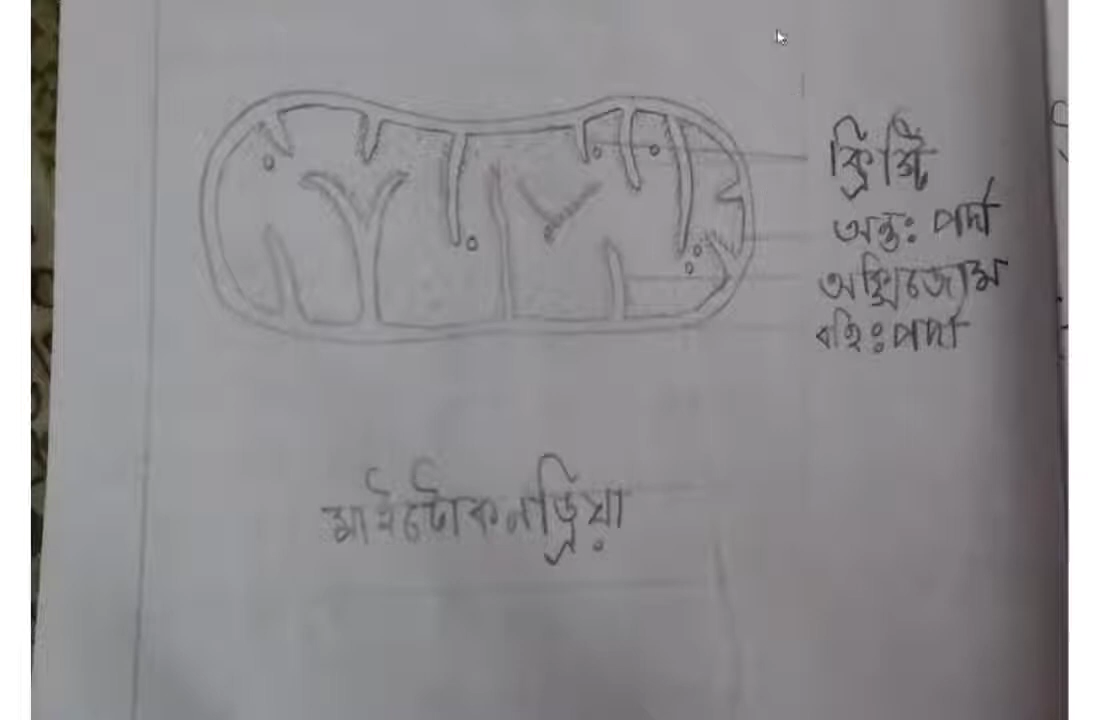 ক্রিষ্টি
অন্তঃ পর্দা
অক্সিজোম
বহিঃপর্দা
মাইটোকনড্রিয়া